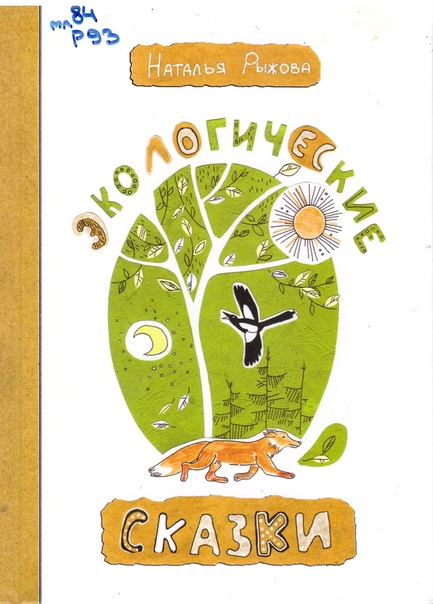 мл 84
Р93
Наталья Рыжова
Экологические
Сказки